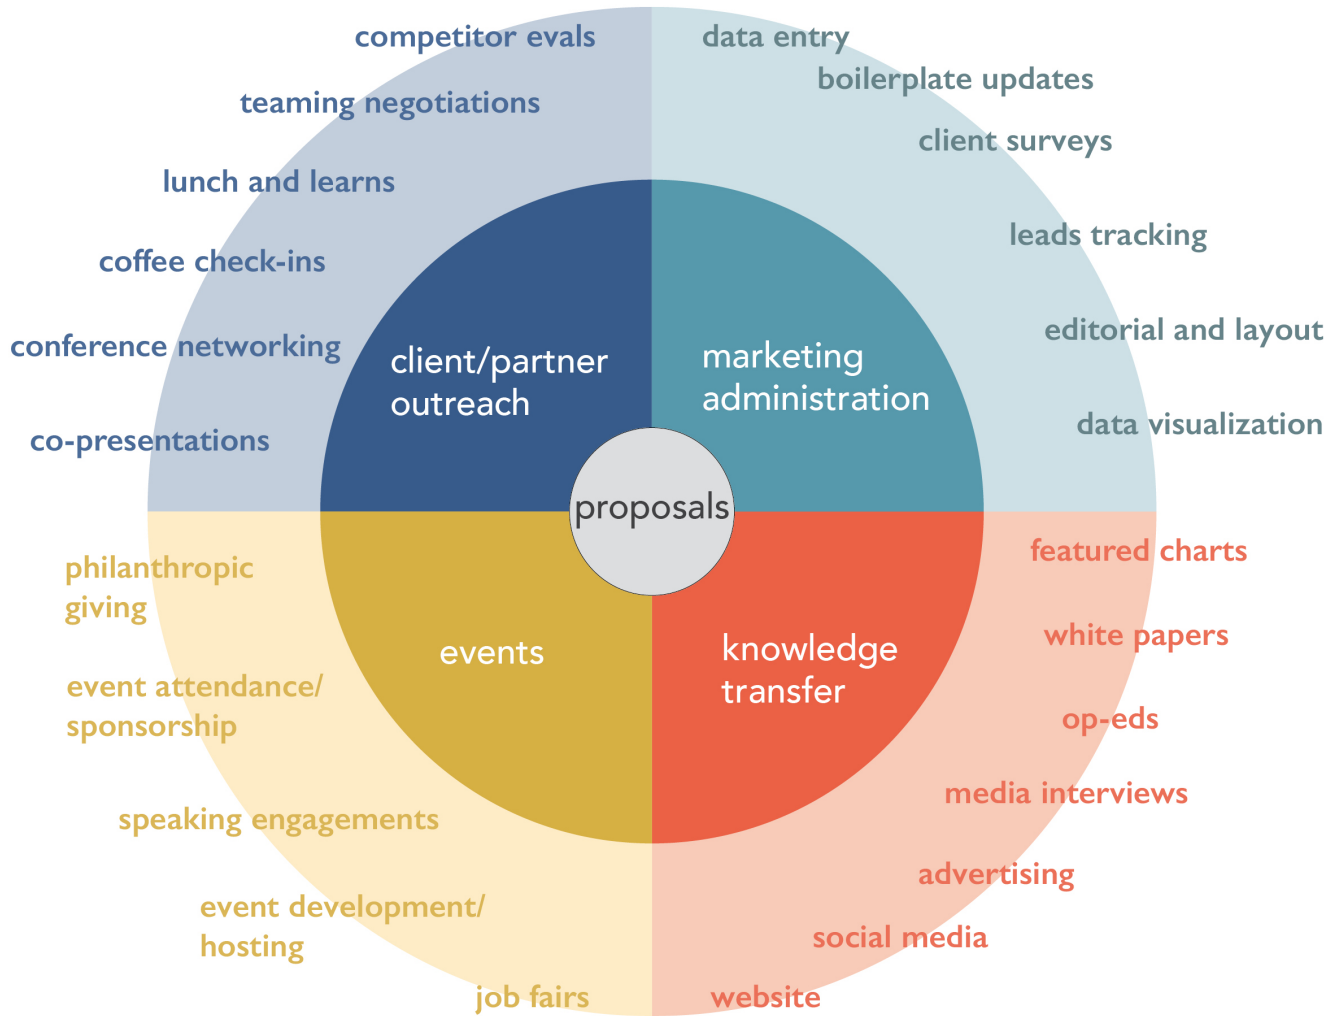 competitor evals
teaming negotiations
lunch and learns
coffee check-ins
conference networking
co-presentations
data entry
boilerplate updates
client surveys
leads tracking
editorial and layout
data visualization
client/partner
outreach
marketing
administration
proposals
events
knowledge
transfer
philanthropic
giving
event attendance/
sponsorship
speaking engagements
event development/
hosting
job fairs
featured charts
white papers
op-eds
media interviews
advertising
social media
website